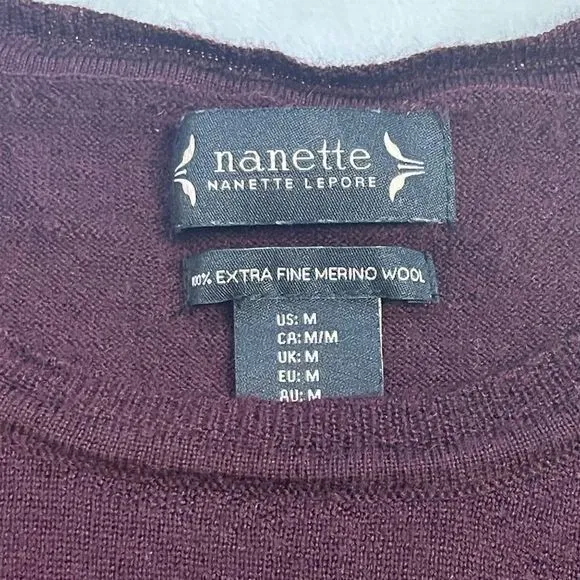 nanette
NANETTE LEPORE
100% EXTRA FINE MERINO WOOL
US: M
CA: M/M
UK: M
EU: M
AU: M